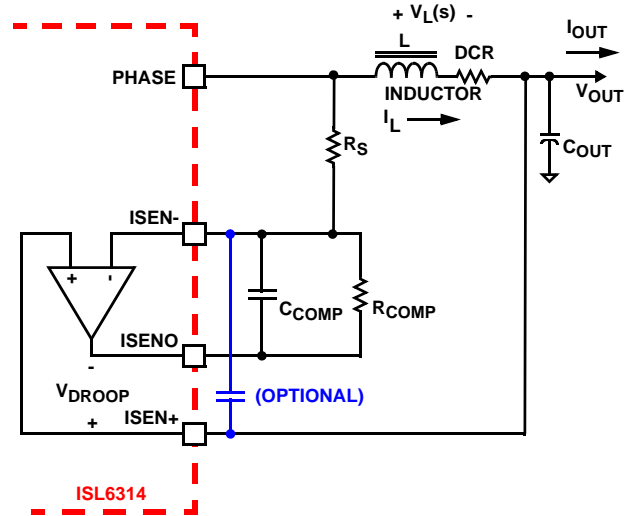 + VL(s) -
L
DCR
IOUT
PHASE
INDUCTOR
VOUT
IL
RS
COUT
ISEN-
+ -
CCOMP
RCOMP
ISENO
-
VDROOP
+
(OPTIONAL)
ISEN+
ISL6314